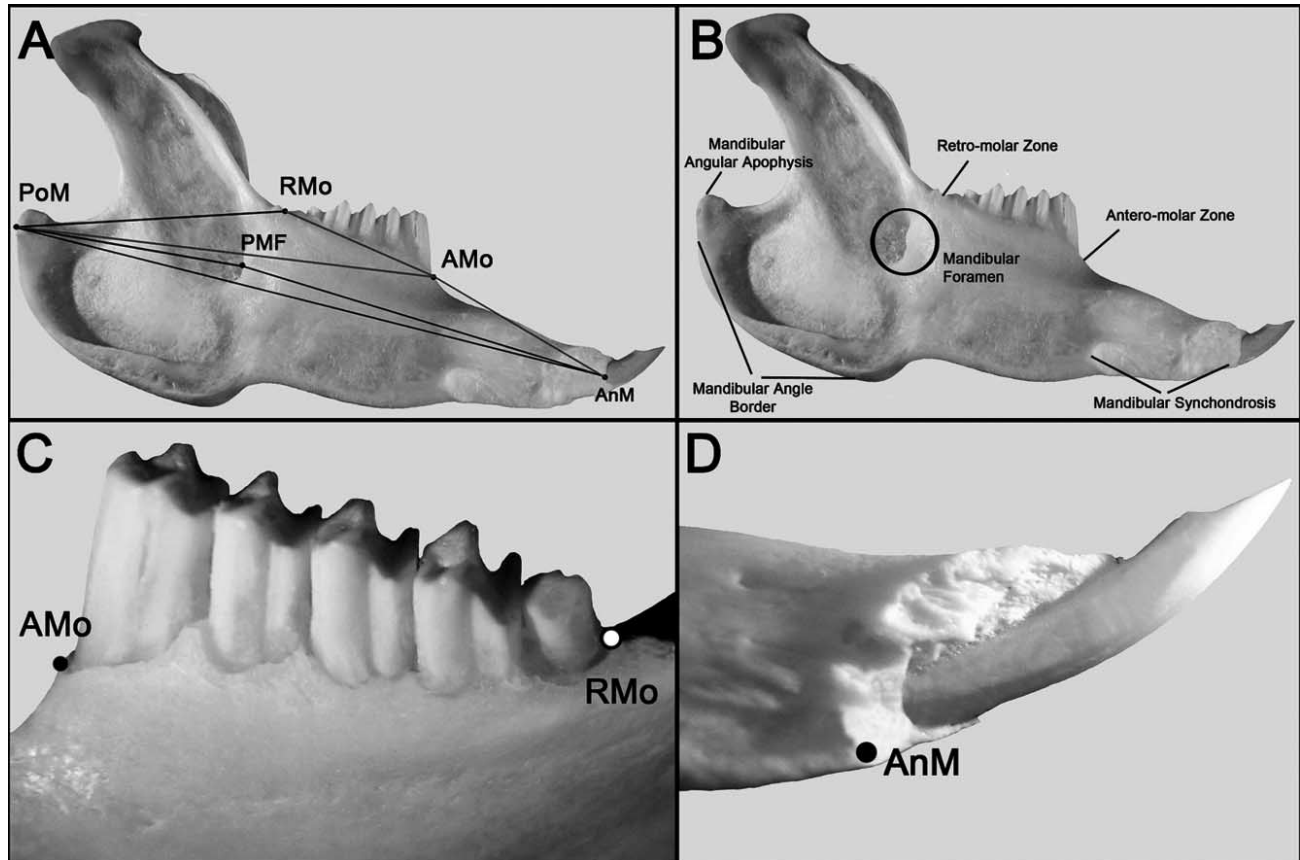 A
PoM
RMo
PMF
AMo
AnM
B
Mandibular
Angular Apophysis
Retro-molar Zone
Antero-molar Zone
Mandibular
Foramen
Mandibular Angle
Border
Mandibular Synchondrosis
C
AMo
RMo
D
AnM